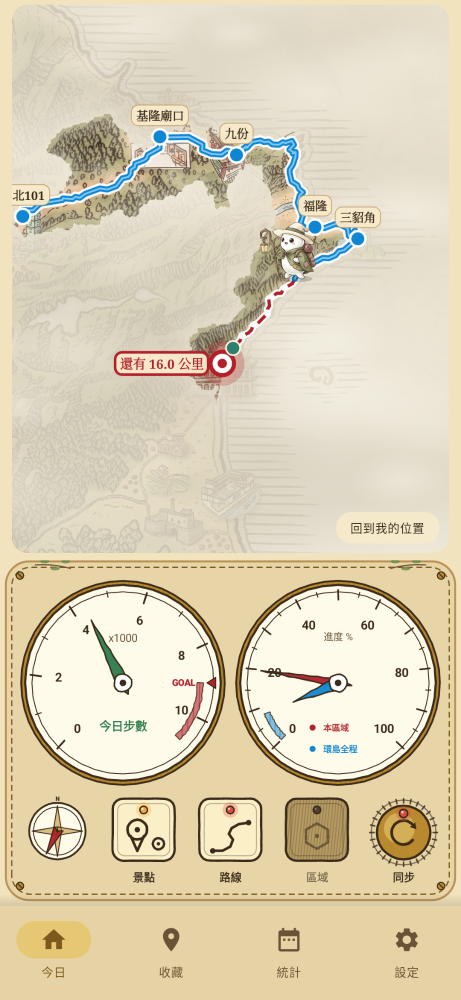 基隆廟口
九份
北101
福隆
三貂角
還有 16.0 公里
回到我的位置
0
2
4
6
8
10
x1000
GOAL
今日步數
0
20
40
60
80
100
進度 %
本區域
環島全程
N
景點
路線
區域
同步
今日
收藏
統計
設定